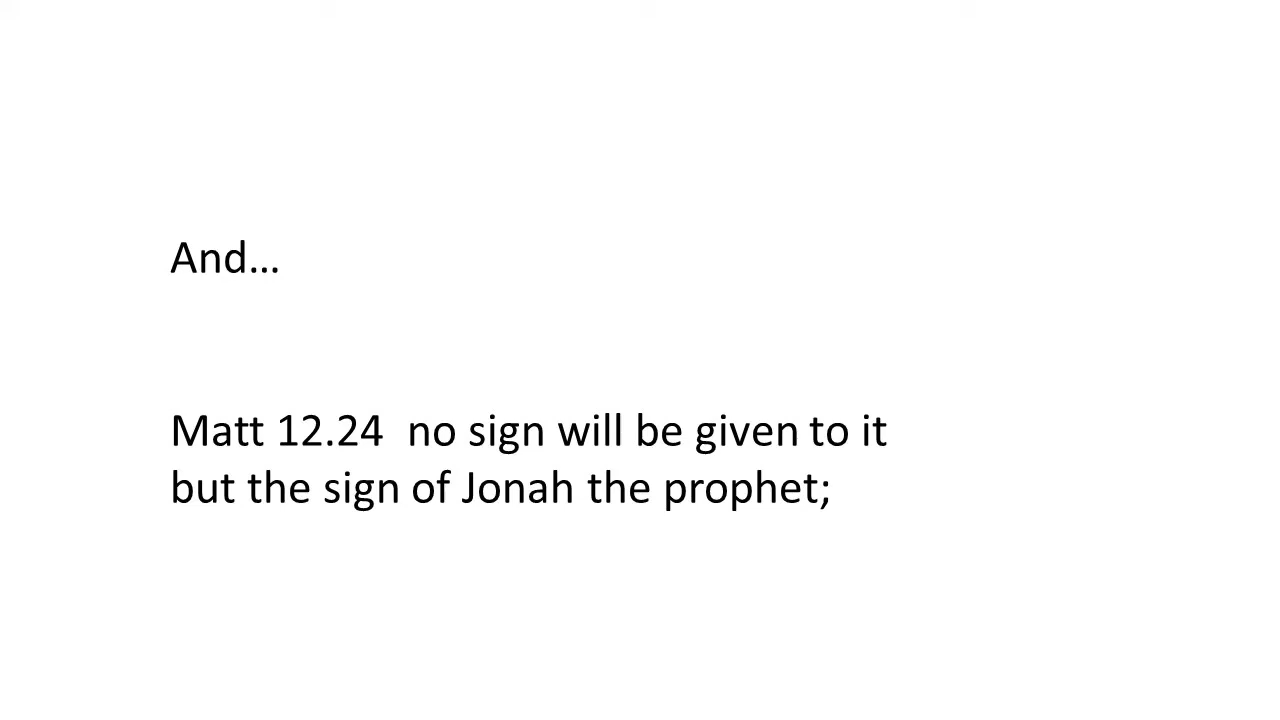 And…
Matt 12.24  no sign will be given to it
but the sign of Jonah the prophet;